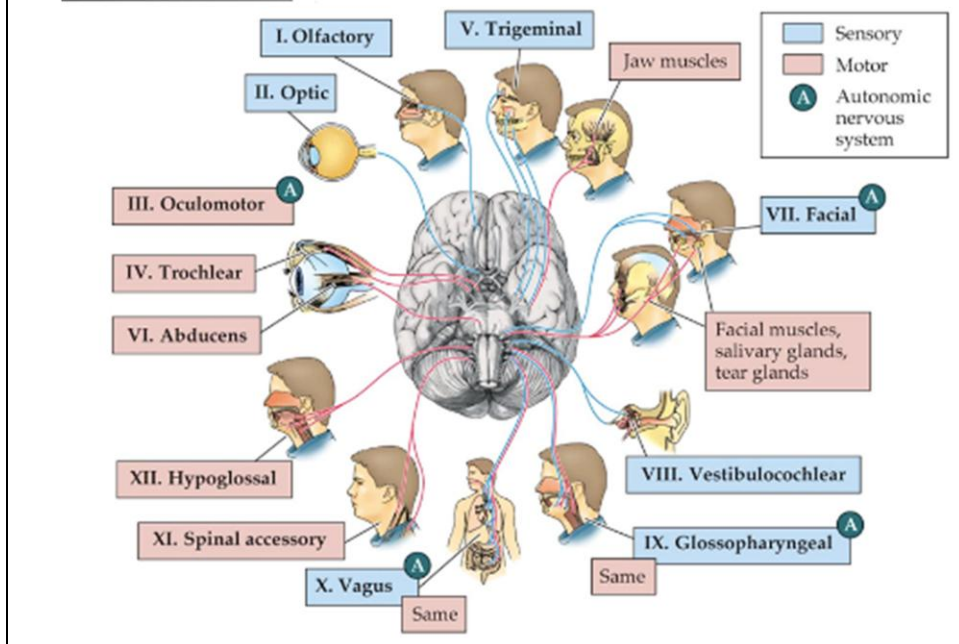 I. Olfactory
V. Trigeminal
Jaw muscles
Sensory
Motor
A Autonomic
nervous
system
II. Optic
III. Oculomotor
A
VII. Facial
A
IV. Trochlear
VI. Abducens
Facial muscles,
salivary glands,
tear glands
XII. Hypoglossal
VIII. Vestibulocochlear
XI. Spinal accessory
IX. Glossopharyngeal
A
Same
X. Vagus
A
Same